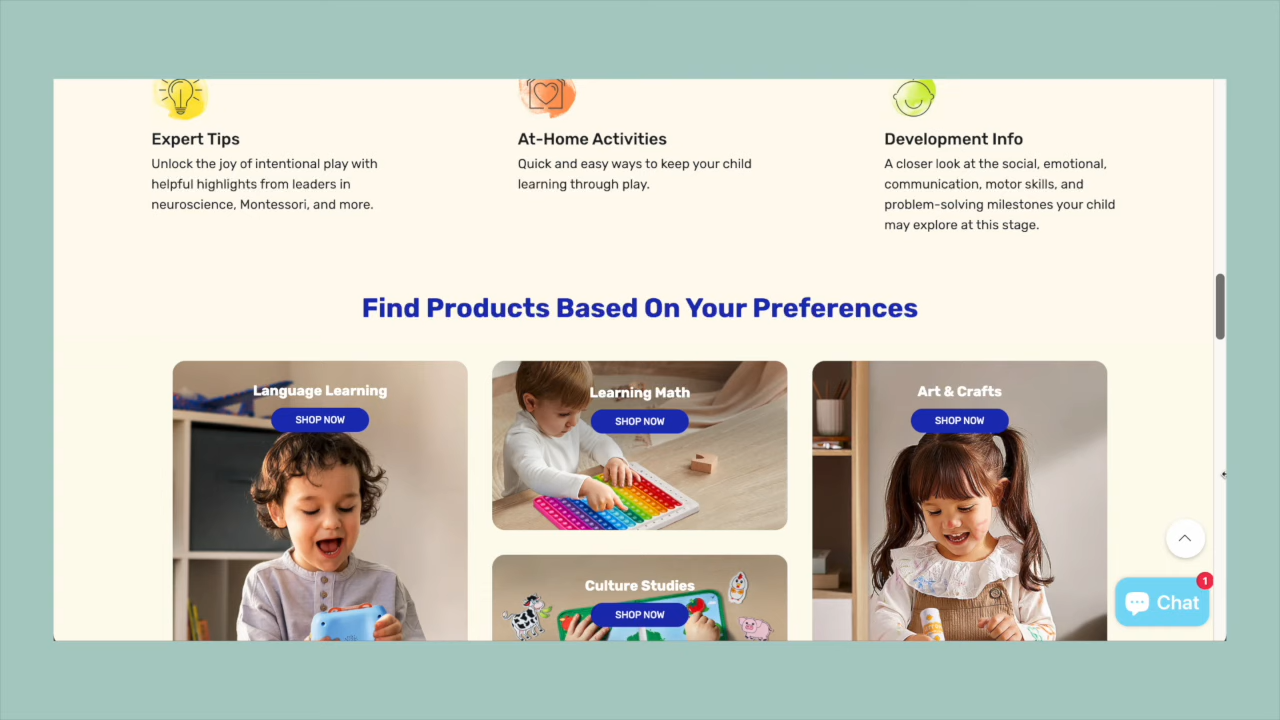 Expert Tips
Unlock the joy of intentional play with
helpful highlights from leaders in
neuroscience, Montessori, and more.
At-Home Activities
Quick and easy ways to keep your child
learning through play.
Development Info
A closer look at the social, emotional,
communication, motor skills, and
problem-solving milestones your child
may explore at this stage.
Find Products Based On Your Preferences
Language Learning
SHOP NOW
Learning Math
SHOP NOW
Art & Crafts
SHOP NOW
Culture Studies
SHOP NOW
1
Chat